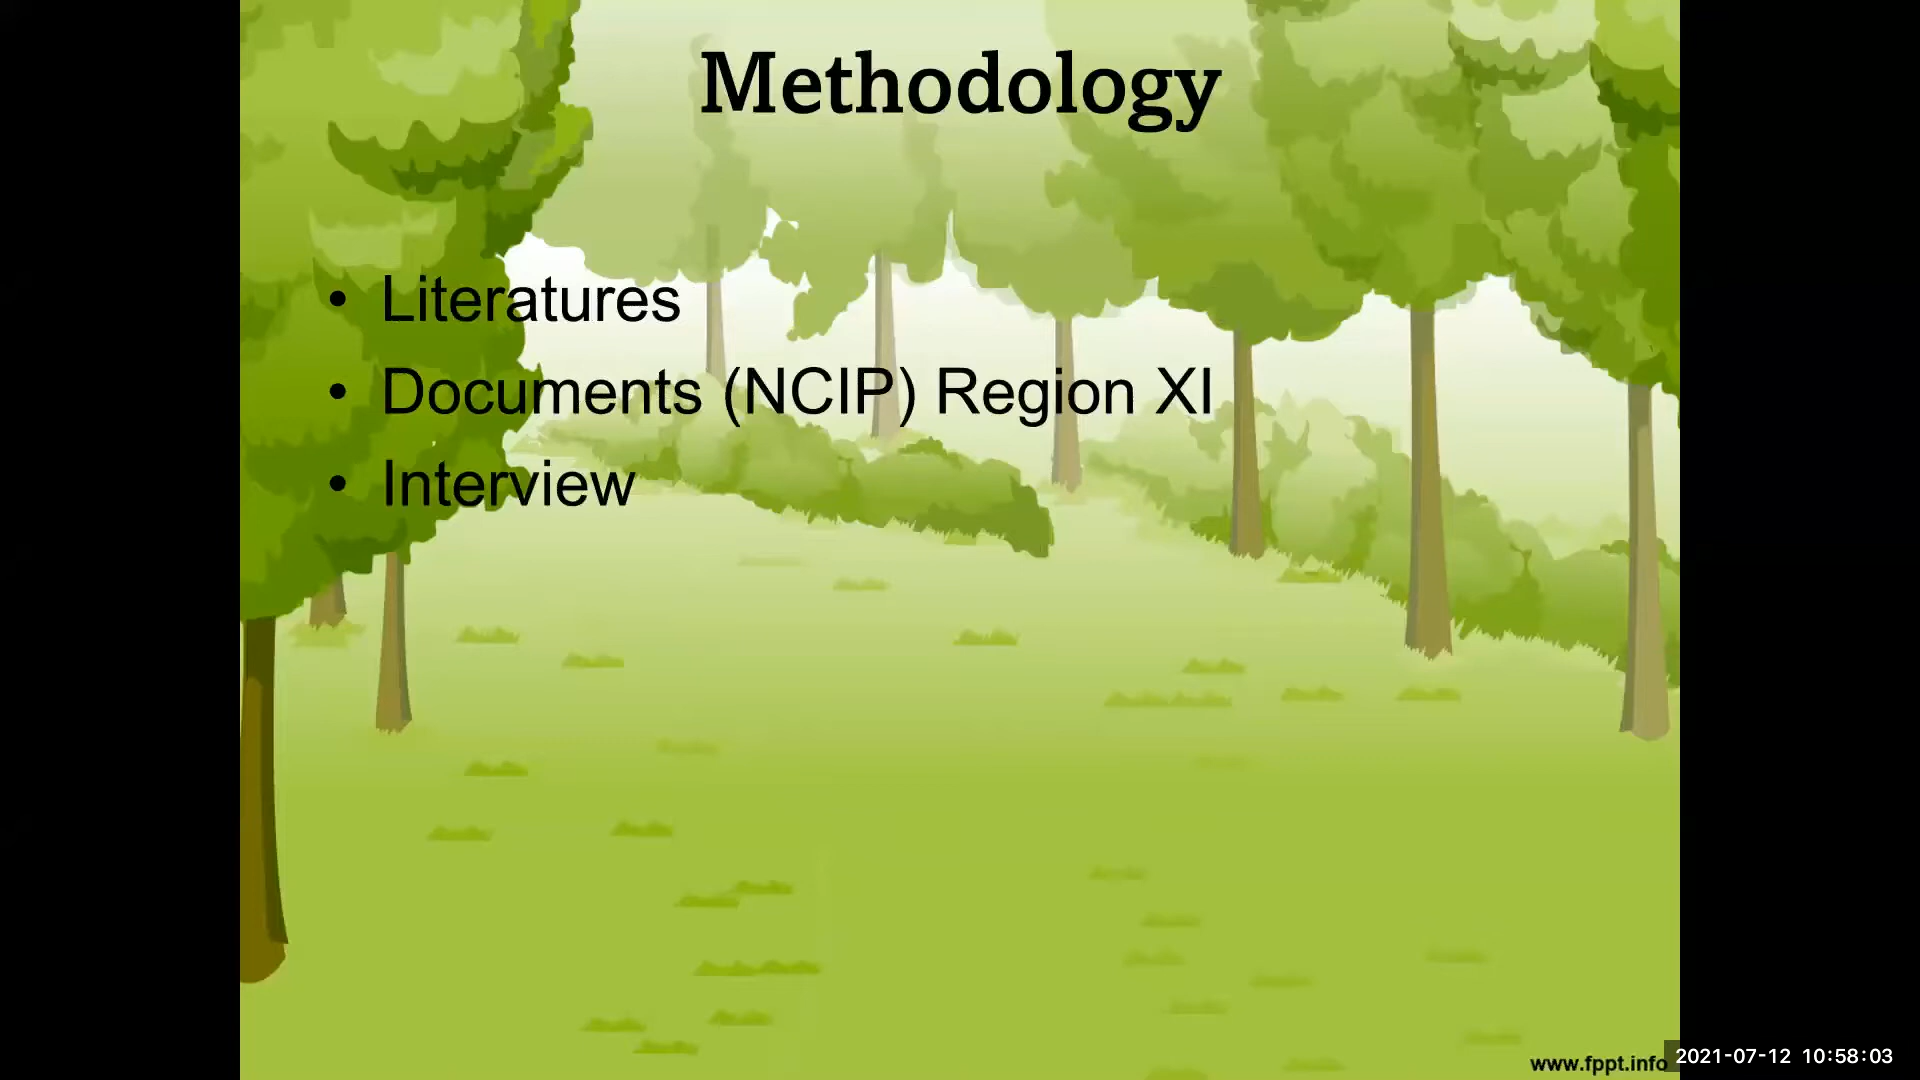 Methodology
• Literatures
• Documents (NCIP) Region XI
• Interview
www.fppt.info
2021-07-12 10:58:03